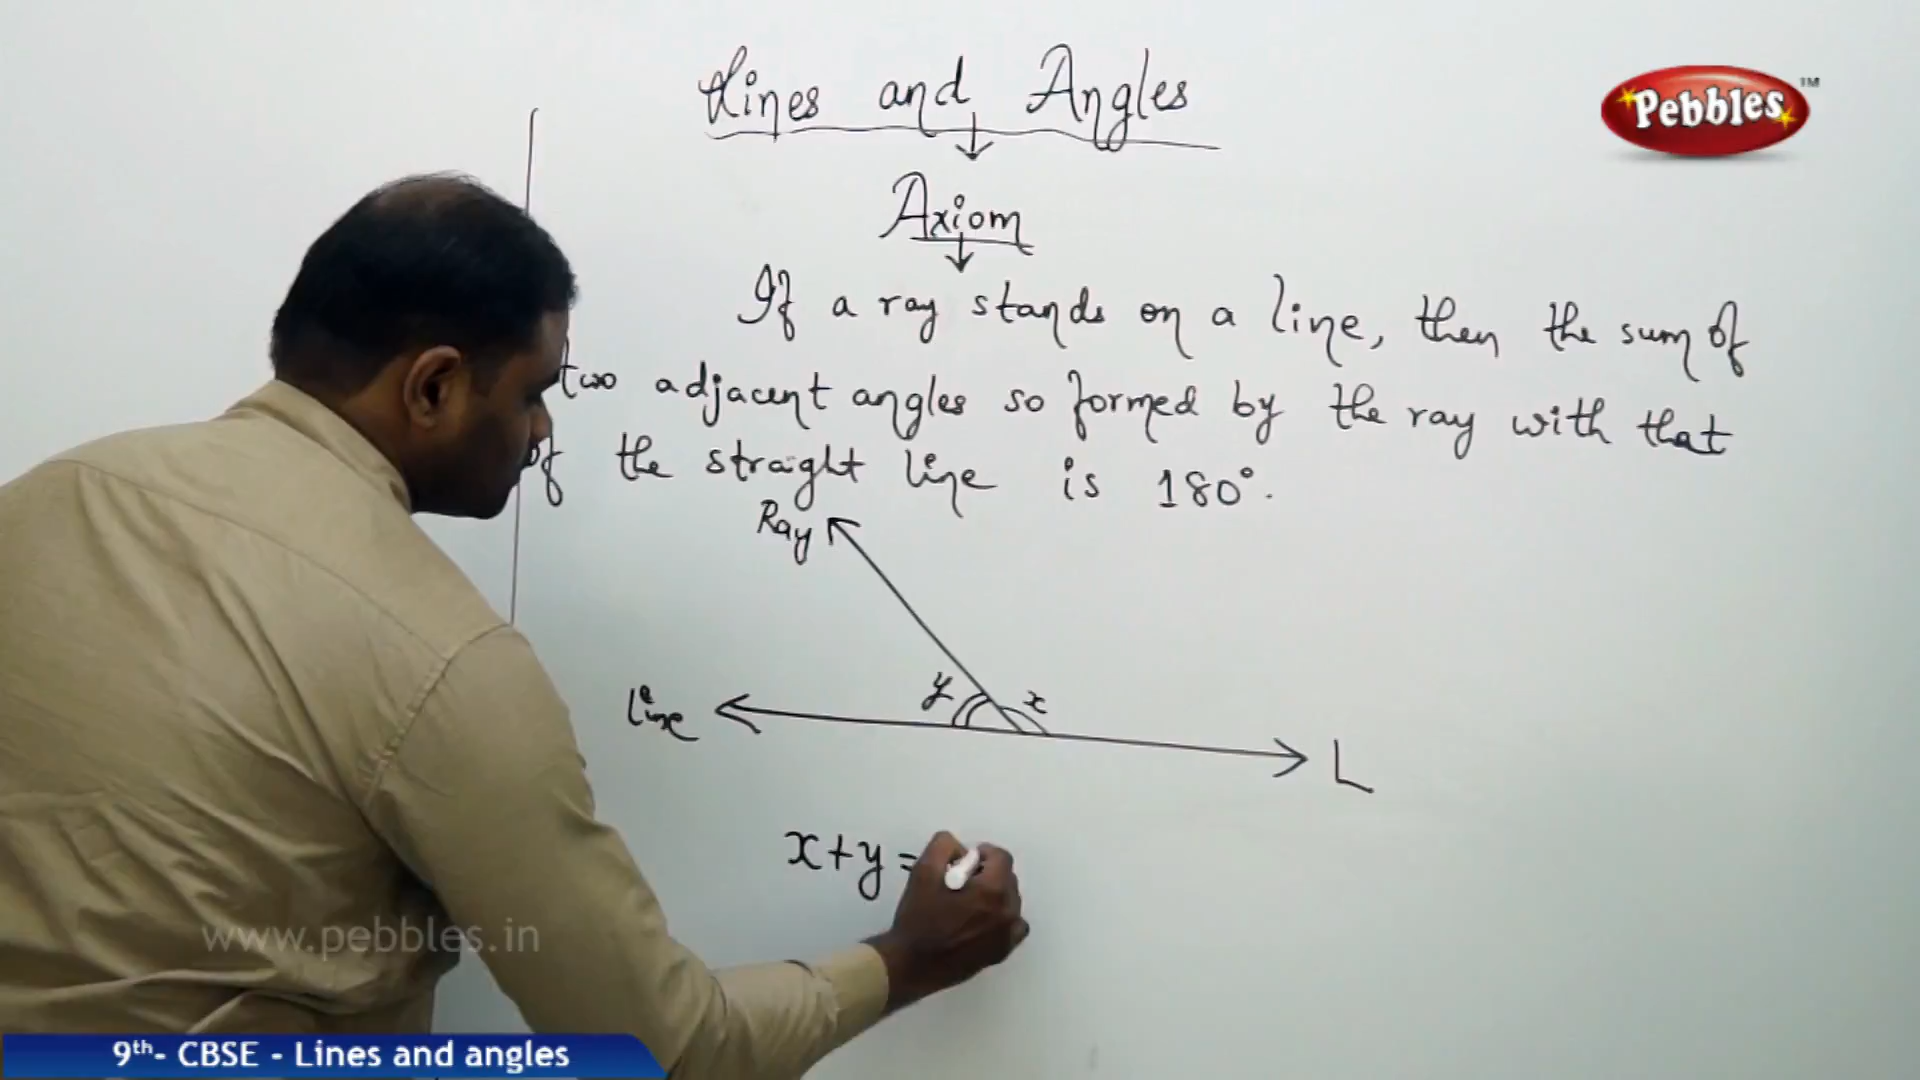 Lines and Angles
Pebbles™
Axiom
If a ray stands on a line, then the sum of
two adjacent angles so formed by the ray with that
of the straight line is 180°.
Ray
y x
Line
L
x+y=
www.pebbles.in
9th- CBSE - Lines and angles